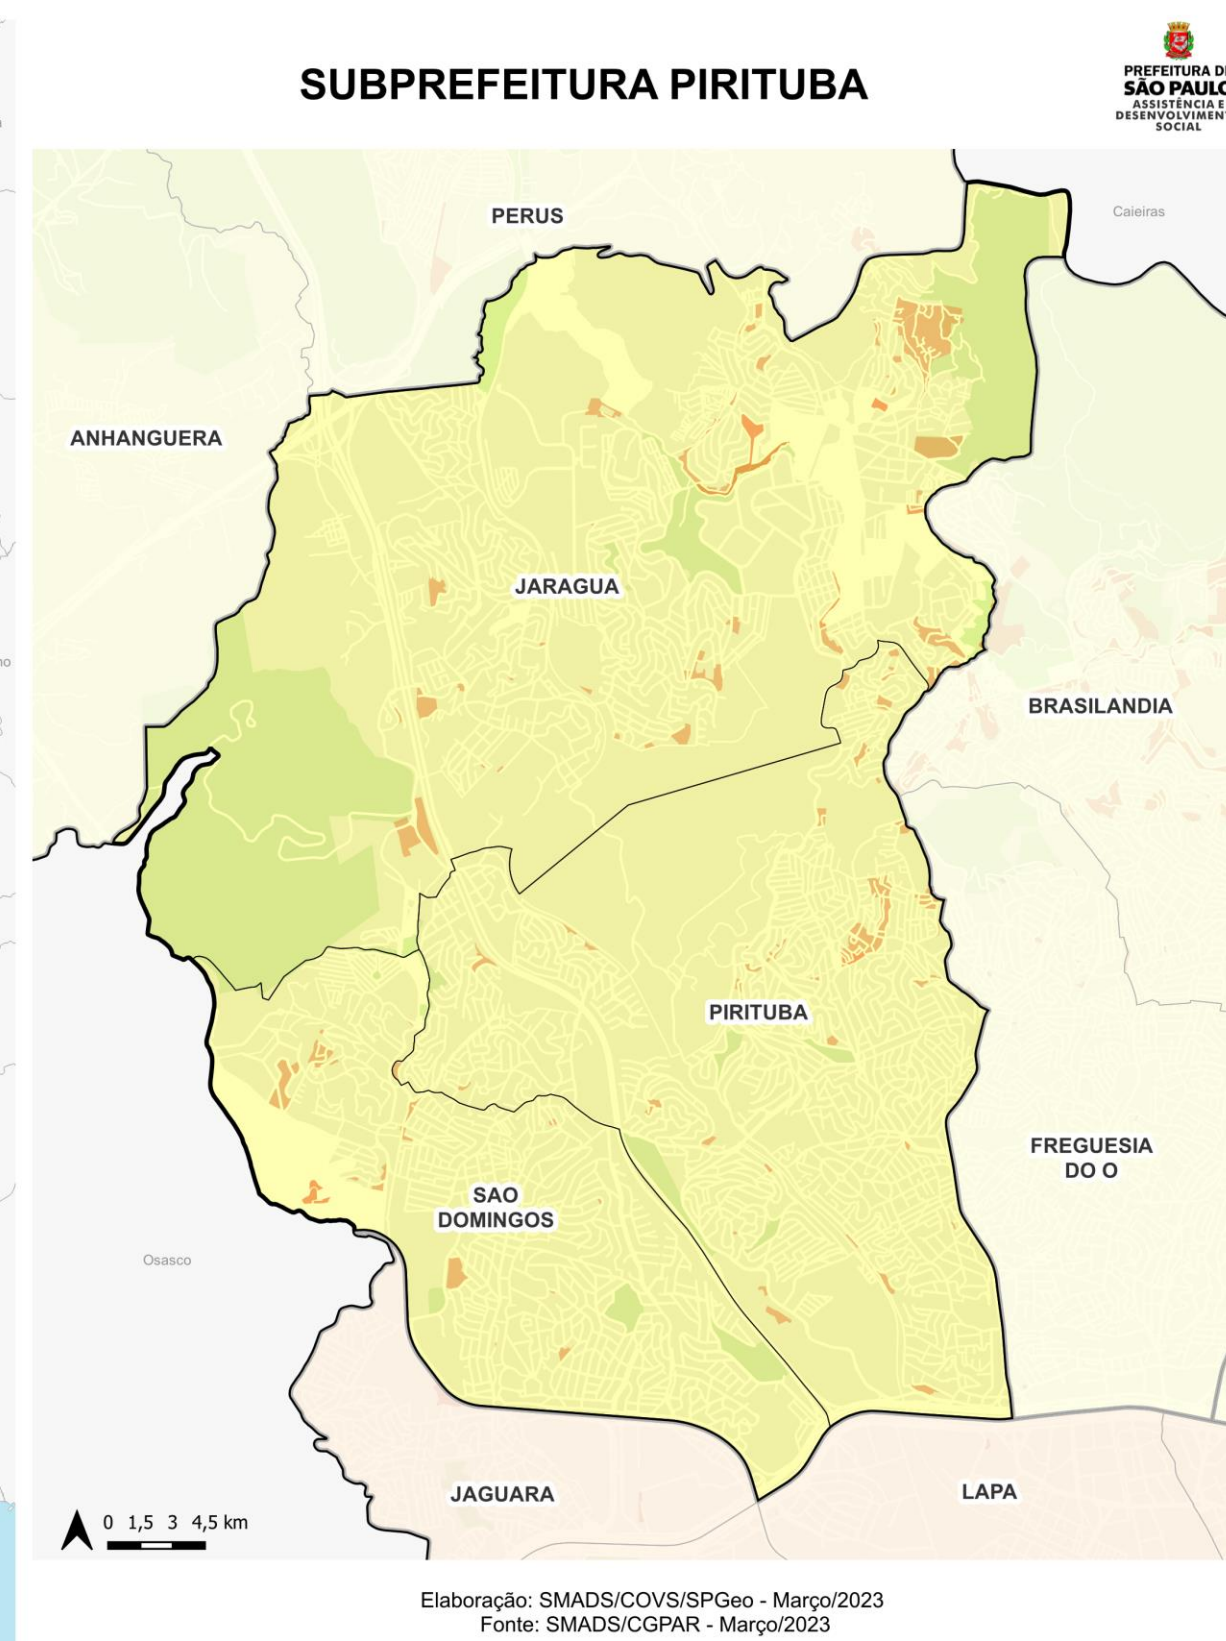 SUBPREFEITURA PIRITUBA
PREFEITURA D
SÃO PAULO
ASSISTÊNCIA E
DESENVOLVIMEN
SOCIAL
PERUS
Caieiras
ANHANGUERA
JARAGUA
BRASILANDIA
PIRITUBA
FREGUESIA
DO O
SAO
DOMINGOS
Osasco
JAGUARA
LAPA
0 1,5 3 4,5 km
Elaboração: SMADS/COVS/SPGeo - Março/2023
Fonte: SMADS/CGPAR - Março/2023